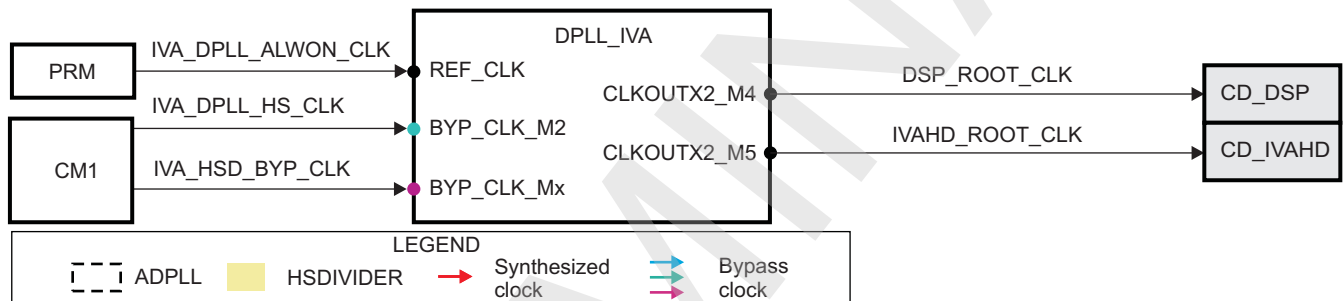 DPLL_IVA
PRM
IVA_DPLL_ALWON_CLK
REF_CLK
IVA_DPLL_HS_CLK
BYP_CLK_M2
CM1
IVA_HSD_BYP_CLK
BYP_CLK_Mx
CLKOUTX2_M4
DSP_ROOT_CLK
CD_DSP
CLKOUTX2_M5
IVAHD_ROOT_CLK
CD_IVAHD
LEGEND
ADPLL
HSDIVIDER
Synthesized
clock
Bypass
clock